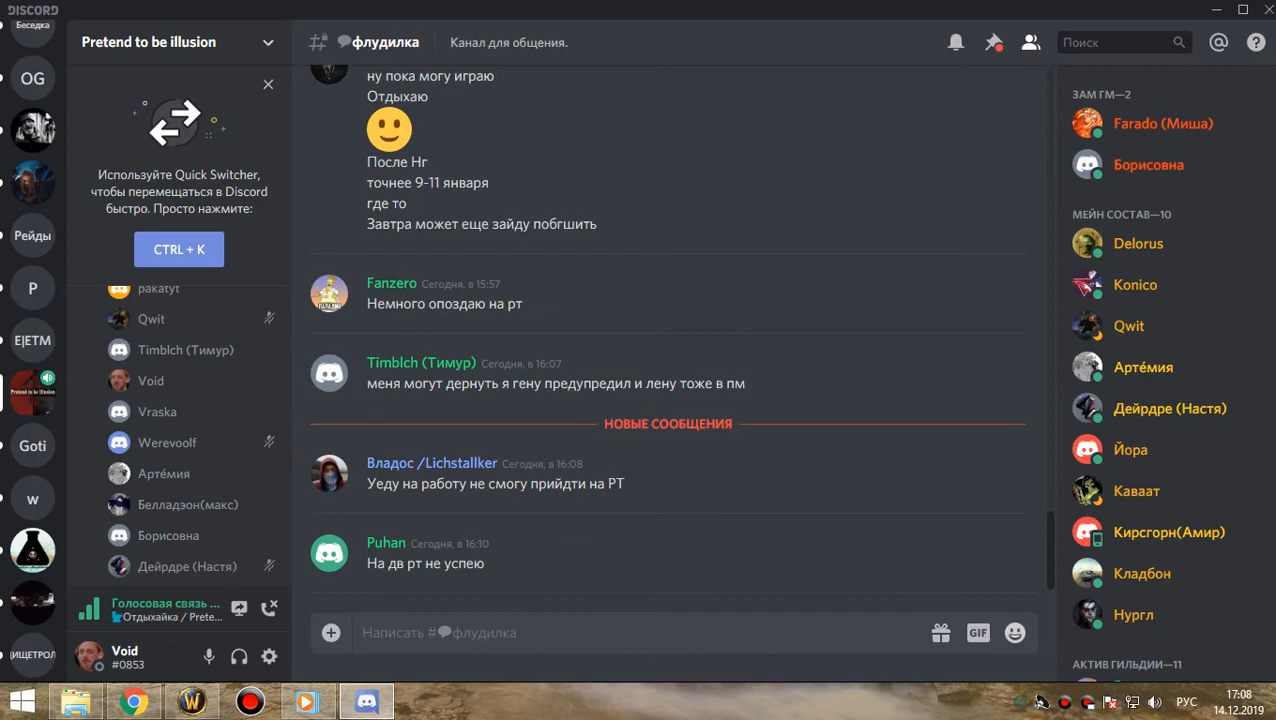 DISCORD
Беседка
OG
Рейды
P
E|ETM
Pretend to be Illusion
Goti
w
ИЩЕТРОЛ
Pretend to be illusion
Используйте Quick Switcher,
чтобы перемещаться в Discord
быстро. Просто нажмите:
CTRL + K
pakatyt
Qwit
Timblch (Тимур)
Void
Vraska
Werevoolf
Артéмия
Белладэон(макс)
Борисовна
Дейрдре (Настя)
Голосовая связь ...
Отдыхайка / Prete...
Void
#0853
флудилка
Канал для общения.
Поиск
ну пока могу играю
Отдыхаю
После Нг
точнее 9-11 января
где то
Завтра может еще зайду побгшить
Fanzero Сегодня, в 15:57
Немного опоздаю на рт
Timblch (Тимур) Сегодня, в 16:07
меня могут дернуть я гену предупредил и лену тоже в пм
НОВЫЕ СООБЩЕНИЯ
Владос /Lichstallker Сегодня, в 16:08
Уеду на работу не смогу прийдти на РТ
Puhan Сегодня, в 16:10
На дв рт не успею
Написать #флудилка
GIF
ЗАМ ГМ—2
Farado (Миша)
Борисовна
МЕЙН СОСТАВ—10
Delorus
Konico
Qwit
Артéмия
Дейрдре (Настя)
Йора
Каваат
Кирсгорн(Амир)
Кладбон
Нургл
АКТИВ ГИЛЬДИИ—11
РУС
17:08
14.12.2019